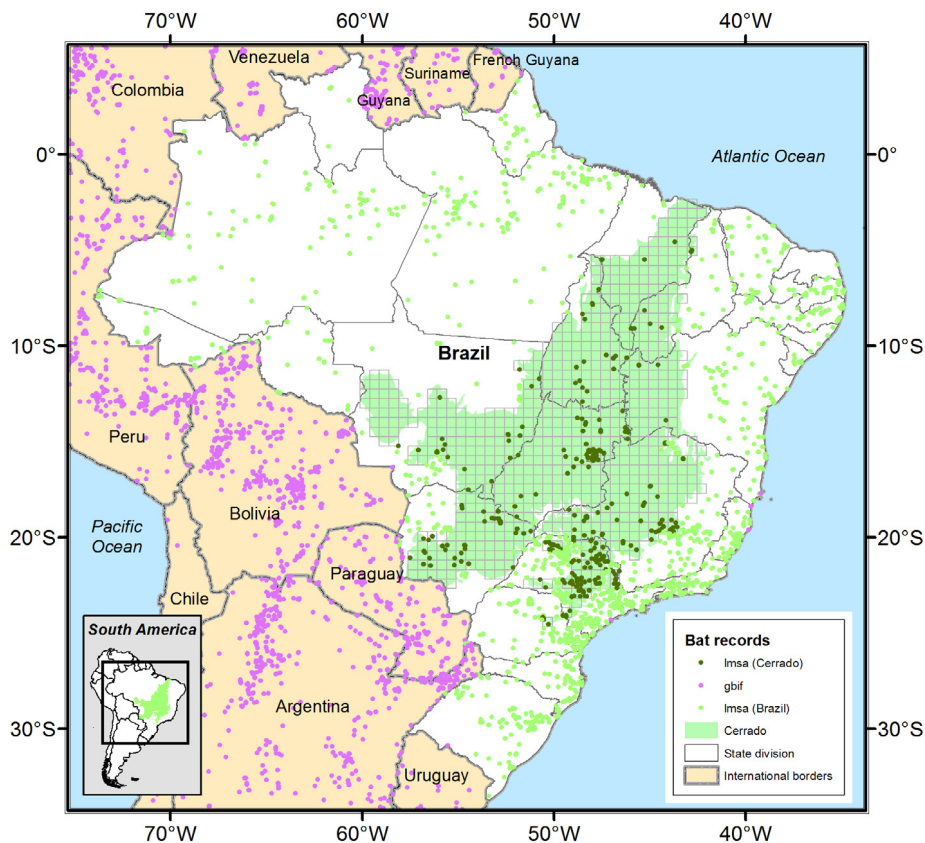 70°W 60°W 50°W 40°W
Venezuela
French Guyana
Suriname
Colombia
Guyana
0° Atlantic Ocean 0°
10°S Brazil 10°S
Peru
Bolivia
Pacific
Ocean
20°S 20°S
Paraguay
Chile
South America
Bat records
lmsa (Cerrado)
gbif
lmsa (Brazil)
Cerrado
State division
International borders
Argentina
30°S 30°S
Uruguay
70°W 60°W 50°W 40°W